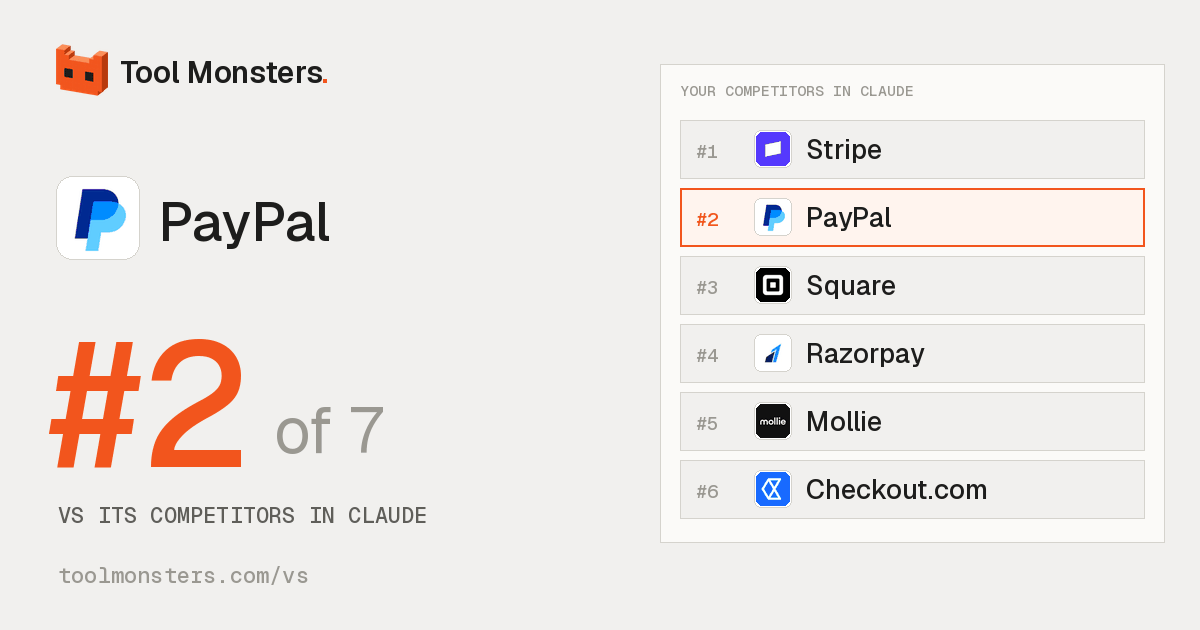 Tool Monsters.
PayPal
#2 of 7
VS ITS COMPETITORS IN CLAUDE
toolmonsters.com/vs
YOUR COMPETITORS IN CLAUDE
#1 Stripe
#2 PayPal
#3 Square
#4 Razorpay
#5 mollie Mollie
#6 Checkout.com